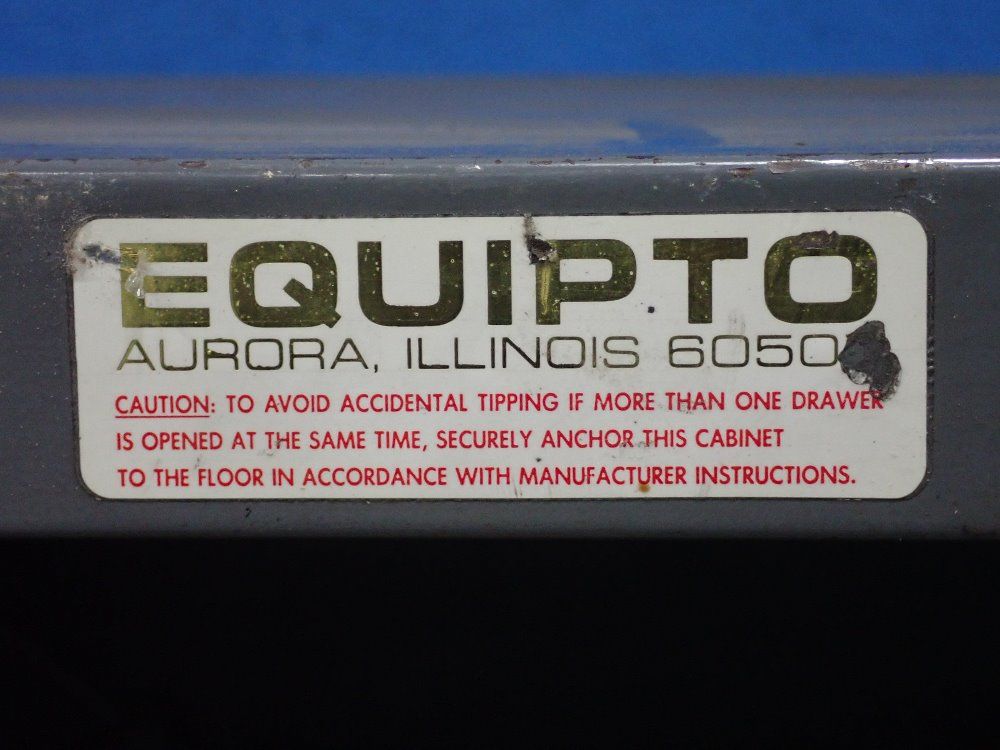 EQUIPTO
AURORA, ILLINOIS 6050
CAUTION: TO AVOID ACCIDENTAL TIPPING IF MORE THAN ONE DRAWER
IS OPENED AT THE SAME TIME, SECURELY ANCHOR THIS CABINET
TO THE FLOOR IN ACCORDANCE WITH MANUFACTURER INSTRUCTIONS.